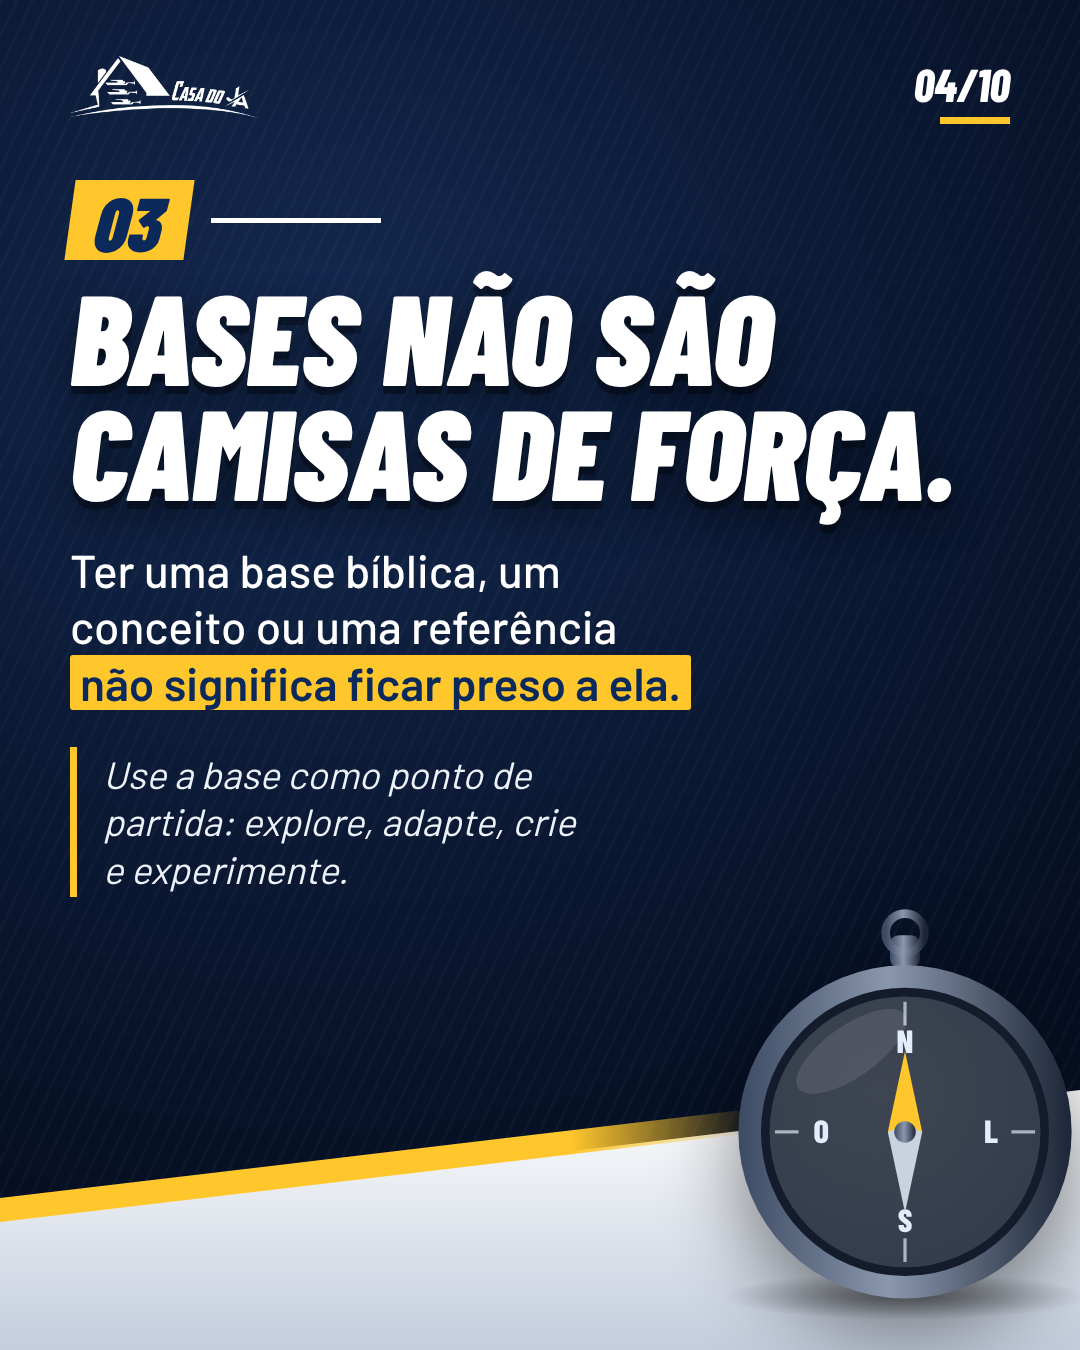 CASA DO JA
04/10
03
BASES NÃO SÃO
CAMISAS DE FORÇA.
Ter uma base bíblica, um
conceito ou uma referência
não significa ficar preso a ela.
Use a base como ponto de
partida: explore, adapte, crie
e experimente.
N
O L
S